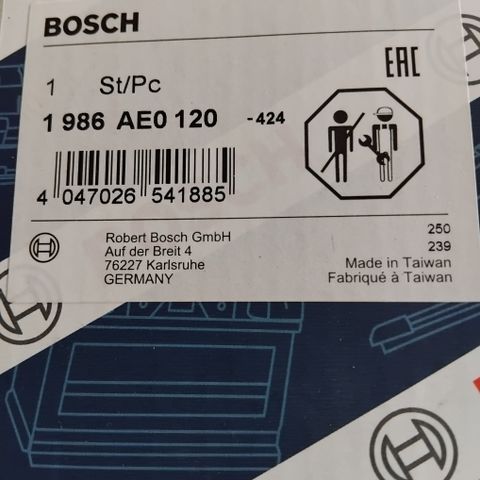 BOSCH
EAC
1 St/Pc
1 986 AE0 120 -424
4 047026 541885
Robert Bosch GmbH
Auf der Breit 4
76227 Karlsruhe
GERMANY
250
239
Made in Taiwan
Fabriqué à Taiwan